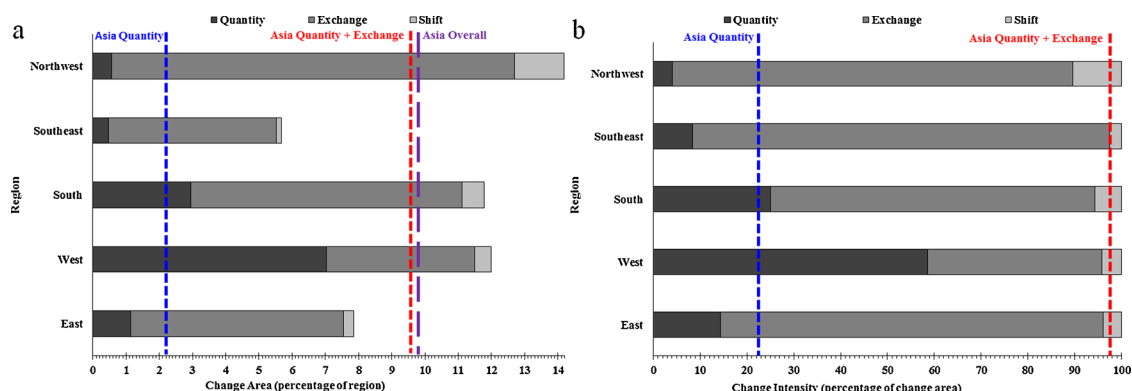 a
Quantity Exchange Shift
Asia Quantity Asia Quantity + Exchange Asia Overall
Region
Northwest
Southeast
South
West
East
0 1 2 3 4 5 6 7 8 9 10 11 12 13 14
Change Area (percentage of region)
b
Quantity Exchange Shift
Asia Quantity Asia Quantity + Exchange
Region
Northwest
Southeast
South
West
East
0 10 20 30 40 50 60 70 80 90 100
Change Intensity (percentage of change area)